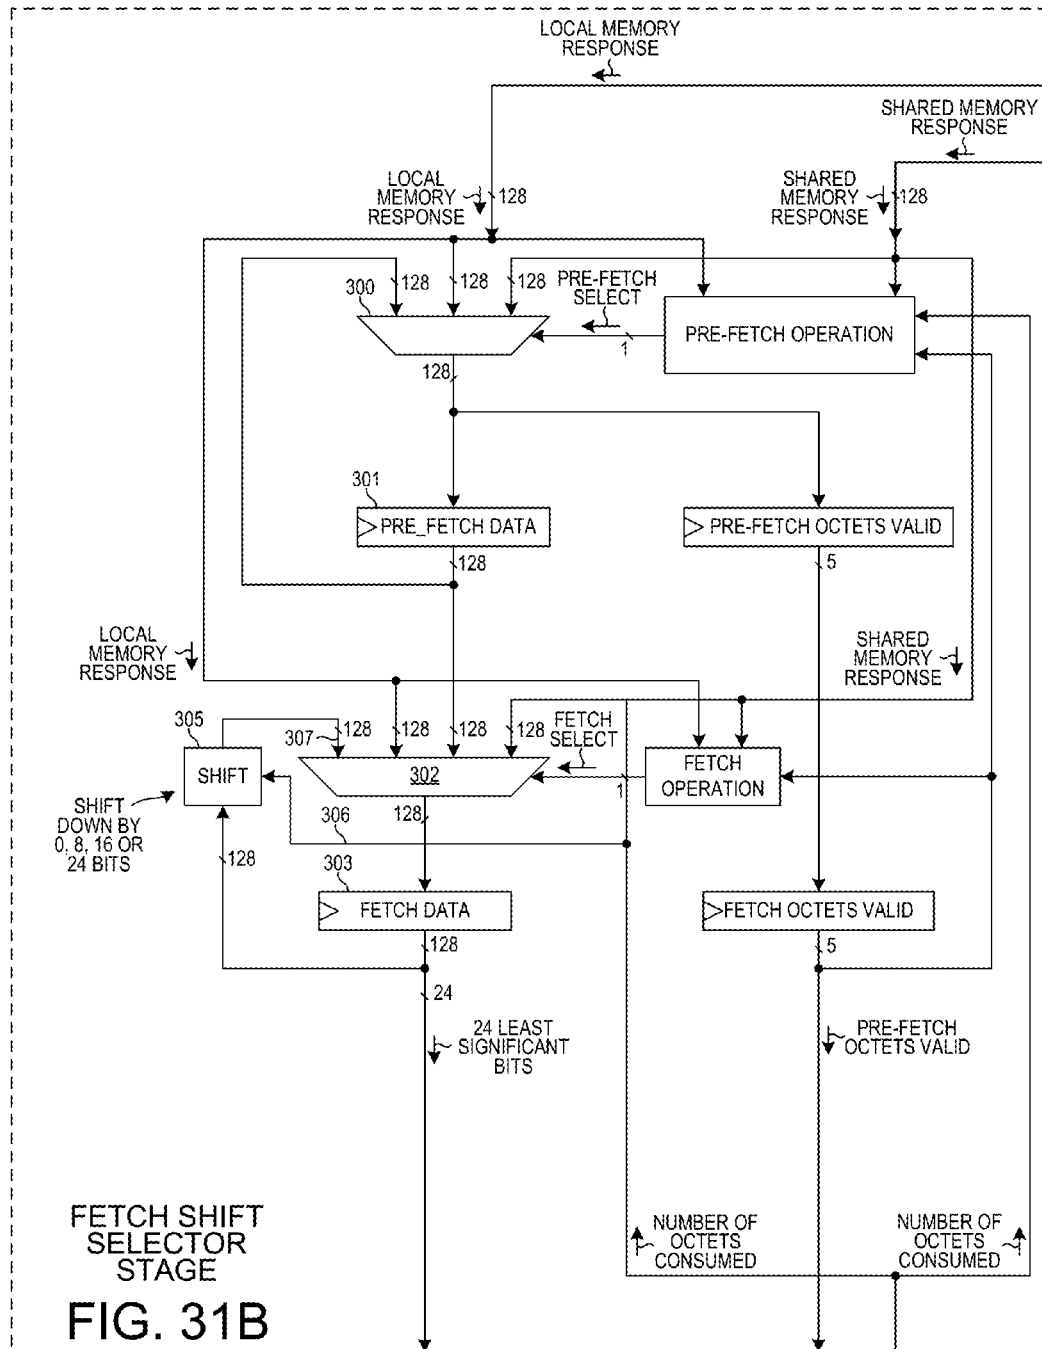 LOCAL MEMORY
RESPONSE
SHARED MEMORY
RESPONSE
LOCAL
MEMORY
RESPONSE
128
SHARED
MEMORY
RESPONSE
128
300
128
128
128
PRE-FETCH
SELECT
1
PRE-FETCH OPERATION
128
301
PRE_FETCH DATA
PRE-FETCH OCTETS VALID
128
5
LOCAL
MEMORY
RESPONSE
SHARED
MEMORY
RESPONSE
305
307
128
128
128
128
FETCH
SELECT
SHIFT
302
1
FETCH
OPERATION
SHIFT
DOWN BY
0, 8, 16 OR
24 BITS
128
306
128
303
FETCH DATA
FETCH OCTETS VALID
128
5
24
24 LEAST
SIGNIFICANT
BITS
PRE-FETCH
OCTETS VALID
NUMBER OF
OCTETS
CONSUMED
NUMBER OF
OCTETS
CONSUMED
FETCH SHIFT
SELECTOR
STAGE
FIG. 31B